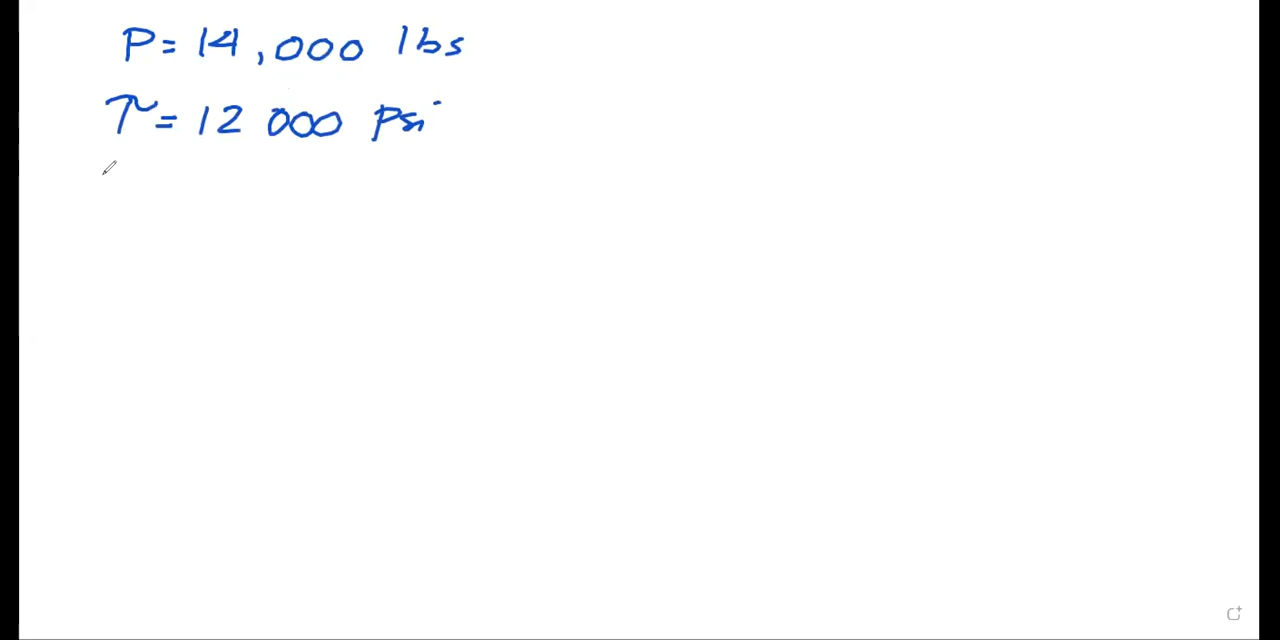 P = 14,000 lbs
τ = 12 000 psi